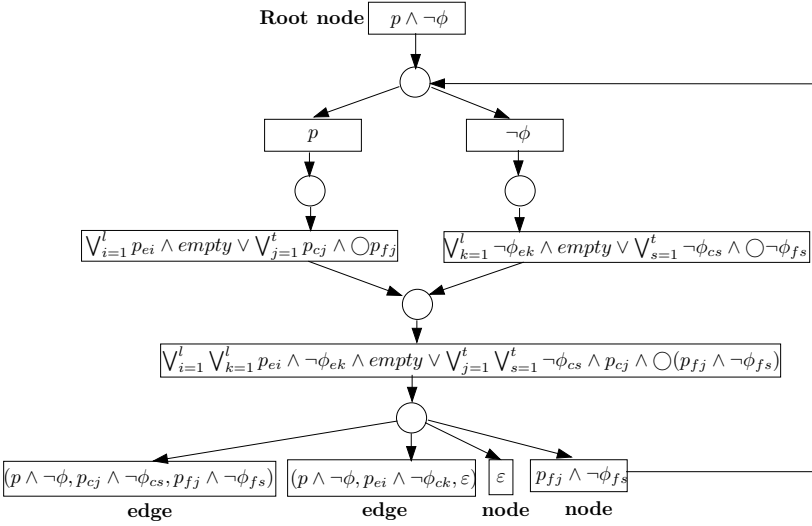 Root node p ∧ ¬ϕ
p ¬ϕ
⋁_{i=1}^{l} p_{ei} ∧ empty ∨ ⋁_{j=1}^{t} p_{cj} ∧ ◯p_{fj} ⋁_{k=1}^{l} ¬ϕ_{ek} ∧ empty ∨ ⋁_{s=1}^{t} ¬ϕ_{cs} ∧ ◯¬ϕ_{fs}
⋁_{i=1}^{l} ⋁_{k=1}^{l} p_{ei} ∧ ¬ϕ_{ek} ∧ empty ∨ ⋁_{j=1}^{t} ⋁_{s=1}^{t} ¬ϕ_{cs} ∧ p_{cj} ∧ ◯(p_{fj} ∧ ¬ϕ_{fs})
(p ∧ ¬ϕ, p_{cj} ∧ ¬ϕ_{cs}, p_{fj} ∧ ¬ϕ_{fs}) (p ∧ ¬ϕ, p_{ei} ∧ ¬ϕ_{ck}, ε) ε p_{fj} ∧ ¬ϕ_{fs}
edge edge node node